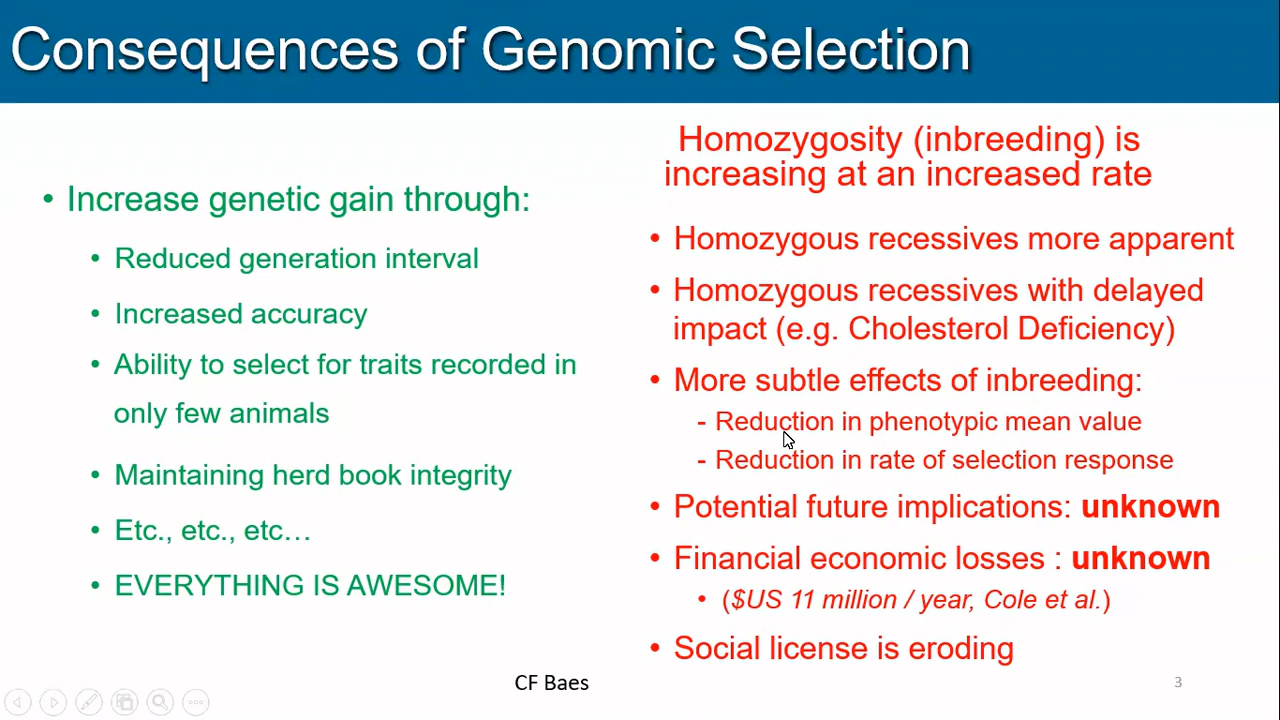 Consequences of Genomic Selection
• Increase genetic gain through:
• Reduced generation interval
• Increased accuracy
• Ability to select for traits recorded in
only few animals
• Maintaining herd book integrity
• Etc., etc., etc…
• EVERYTHING IS AWESOME!
Homozygosity (inbreeding) is
increasing at an increased rate
• Homozygous recessives more apparent
• Homozygous recessives with delayed
impact (e.g. Cholesterol Deficiency)
• More subtle effects of inbreeding:
- Reduction in phenotypic mean value
- Reduction in rate of selection response
• Potential future implications: unknown
• Financial economic losses : unknown
• ($US 11 million / year, Cole et al.)
• Social license is eroding
CF Baes
3